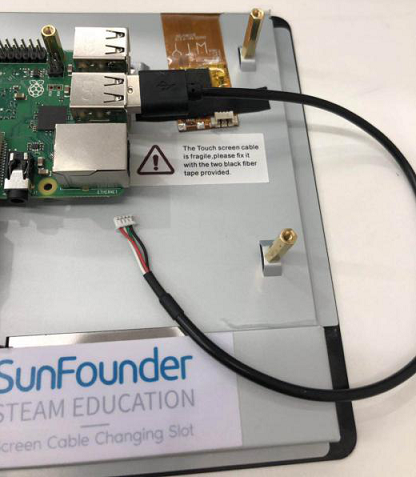 The Touch screen cable
is fragile,please fix it
with the two black fiber
tape provided.
SunFounder
STEAM EDUCATION
Screen Cable Changing Slot